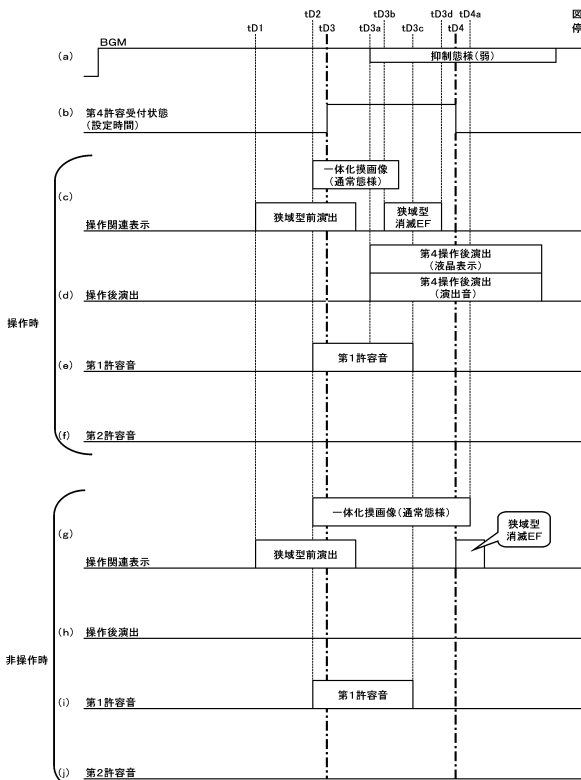 tD1
tD2
tD3
tD3a
tD3b
tD3c
tD3d
tD4
tD4a
図
停
(a)
BGM
抑制態様(弱)
(b)
第4許容受付状態
(設定時間)
操作時
(c)
一体化摸画像
(通常態様)
狭域型前演出
狭域型
消滅EF
操作関連表示
第4操作後演出
(液晶表示)
(d)
操作後演出
第4操作後演出
(演出音)
(e)
第1許容音
第1許容音
(f)
第2許容音
非操作時
(g)
一体化摸画像(通常態様)
狭域型
消滅EF
狭域型前演出
操作関連表示
(h)
操作後演出
(i)
第1許容音
第1許容音
(j)
第2許容音